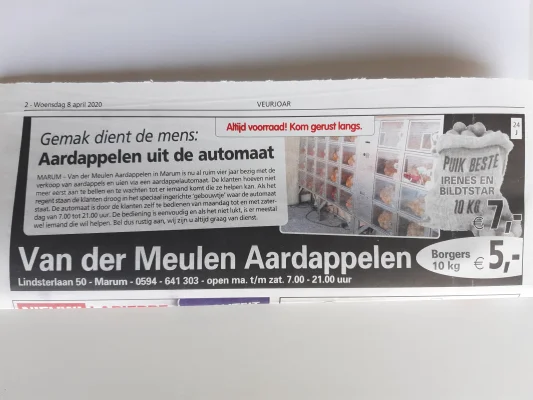 2 - Woensdag 8 april 2020
VEURJOAR
Gemak dient de mens:
Aardappelen uit de automaat
Altijd voorraad! Kom gerust langs.
MARUM - Van der Meulen Aardappelen in Marum is nu al ruim vier jaar bezig met de
verkoop van aardappels en uien via een aardappelautomaat. De klanten hoeven niet
meer eerst aan te bellen en te wachten tot er iemand komt die ze helpen kan. Als het
regent staan de klanten droog in het speciaal ingerichte 'gebouwtje' waar de automaat
staat. De automaat is door de klanten zelf te bedienen van maandag tot en met zater-
dag van 7.00 tot 21.00 uur. De bediening is eenvoudig en als het niet lukt, is er meestal
wel iemand die wil helpen. Bel dus rustig aan, wij zijn u altijd graag van dienst.
PUIK BESTE
IRENES EN
BILDTSTAR
10 KG
€ 7,-
Van der Meulen Aardappelen
Borgers
10 kg
€ 5,-
Lindsterlaan 50 - Marum - 0594 - 641 303 - open ma. t/m zat. 7.00 - 21.00 uur